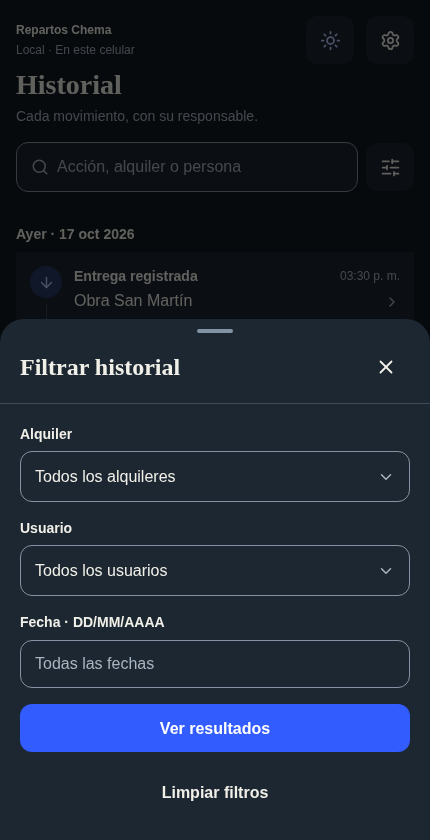 Repartos Chema
Local · En este celular
Historial
Cada movimiento, con su responsable.
Acción, alquiler o persona
Ayer · 17 oct 2026
Entrega registrada
03:30 p. m.
Obra San Martín
Filtrar historial
Alquiler
Todos los alquileres
Usuario
Todos los usuarios
Fecha · DD/MM/AAAA
Todas las fechas
Ver resultados
Limpiar filtros